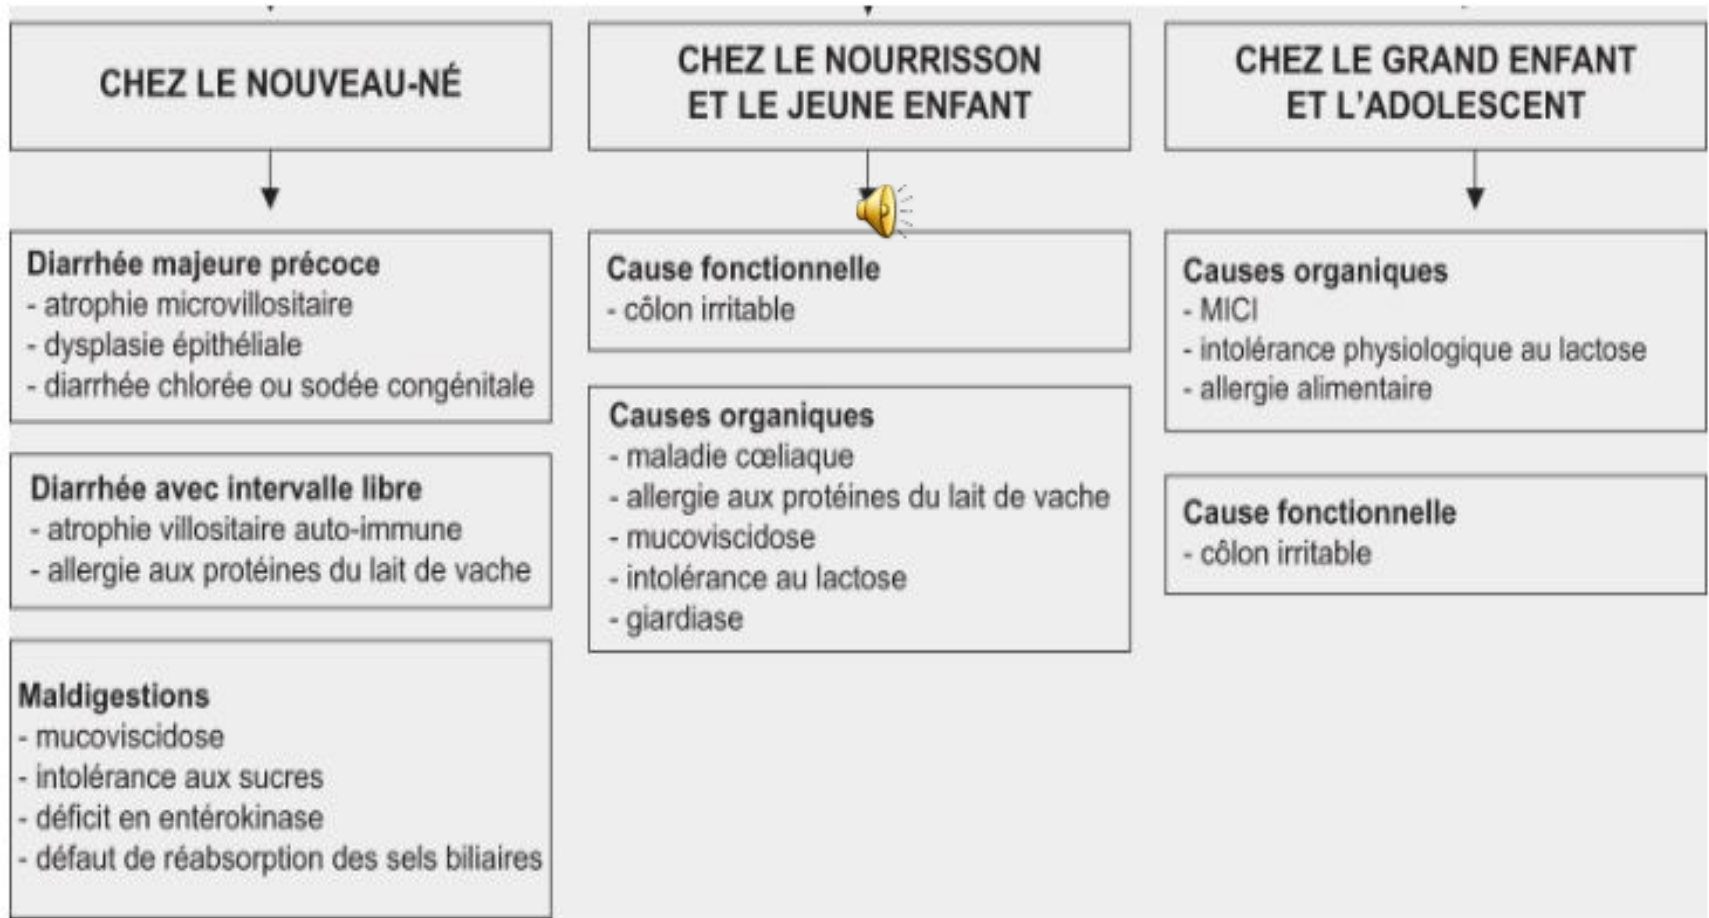 CHEZ LE NOUVEAU-NÉ
Diarrhée majeure précoce
- atrophie microvillositaire
- dysplasie épithéliale
- diarrhée chlorée ou sodée congénitale
Diarrhée avec intervalle libre
- atrophie villositaire auto-immune
- allergie aux protéines du lait de vache
Maldigestions
- mucoviscidose
- intolérance aux sucres
- déficit en entérokinase
- défaut de réabsorption des sels biliaires
CHEZ LE NOURRISSON
ET LE JEUNE ENFANT
Cause fonctionnelle
- côlon irritable
Causes organiques
- maladie cœliaque
- allergie aux protéines du lait de vache
- mucoviscidose
- intolérance au lactose
- giardiase
CHEZ LE GRAND ENFANT
ET L'ADOLESCENT
Causes organiques
- MICI
- intolérance physiologique au lactose
- allergie alimentaire
Cause fonctionnelle
- côlon irritable